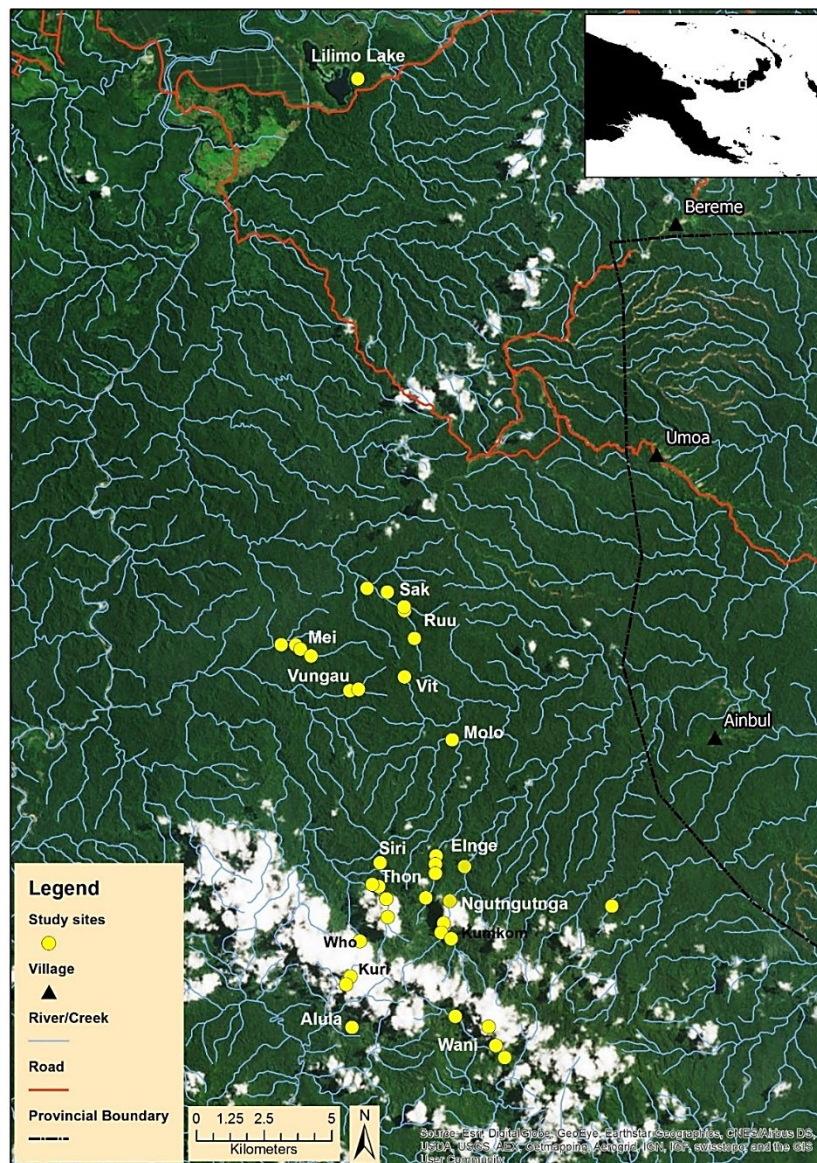 Lilimo Lake
Bereme
Umoa
Sak
Ruu
Mei
Vungau
Vit
Molo
Ainbul
Siri
Elnge
Thon
Ngutngutnga
Who
Kumkom
Kuri
Alula
Wani
Legend
Study sites
Village
River/Creek
Road
Provincial Boundary
0 1.25 2.5 5
Kilometers
N
Source: Esri, DigitalGlobe, GeoEye, Earthstar Geographics, CNES/Airbus DS,
USDA, USGS, AEX, Getmapping, Aerogrid, IGN, IGP, swisstopo, and the GIS
User Community